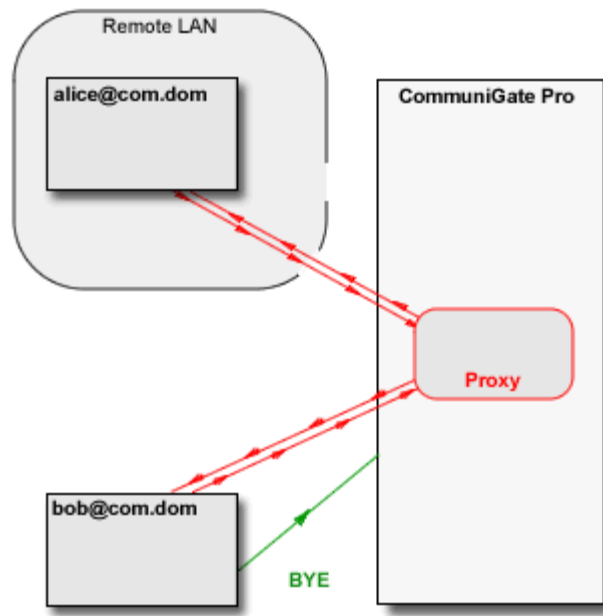 Remote LAN
alice@com.dom
CommuniGate Pro
Proxy
bob@com.dom
BYE